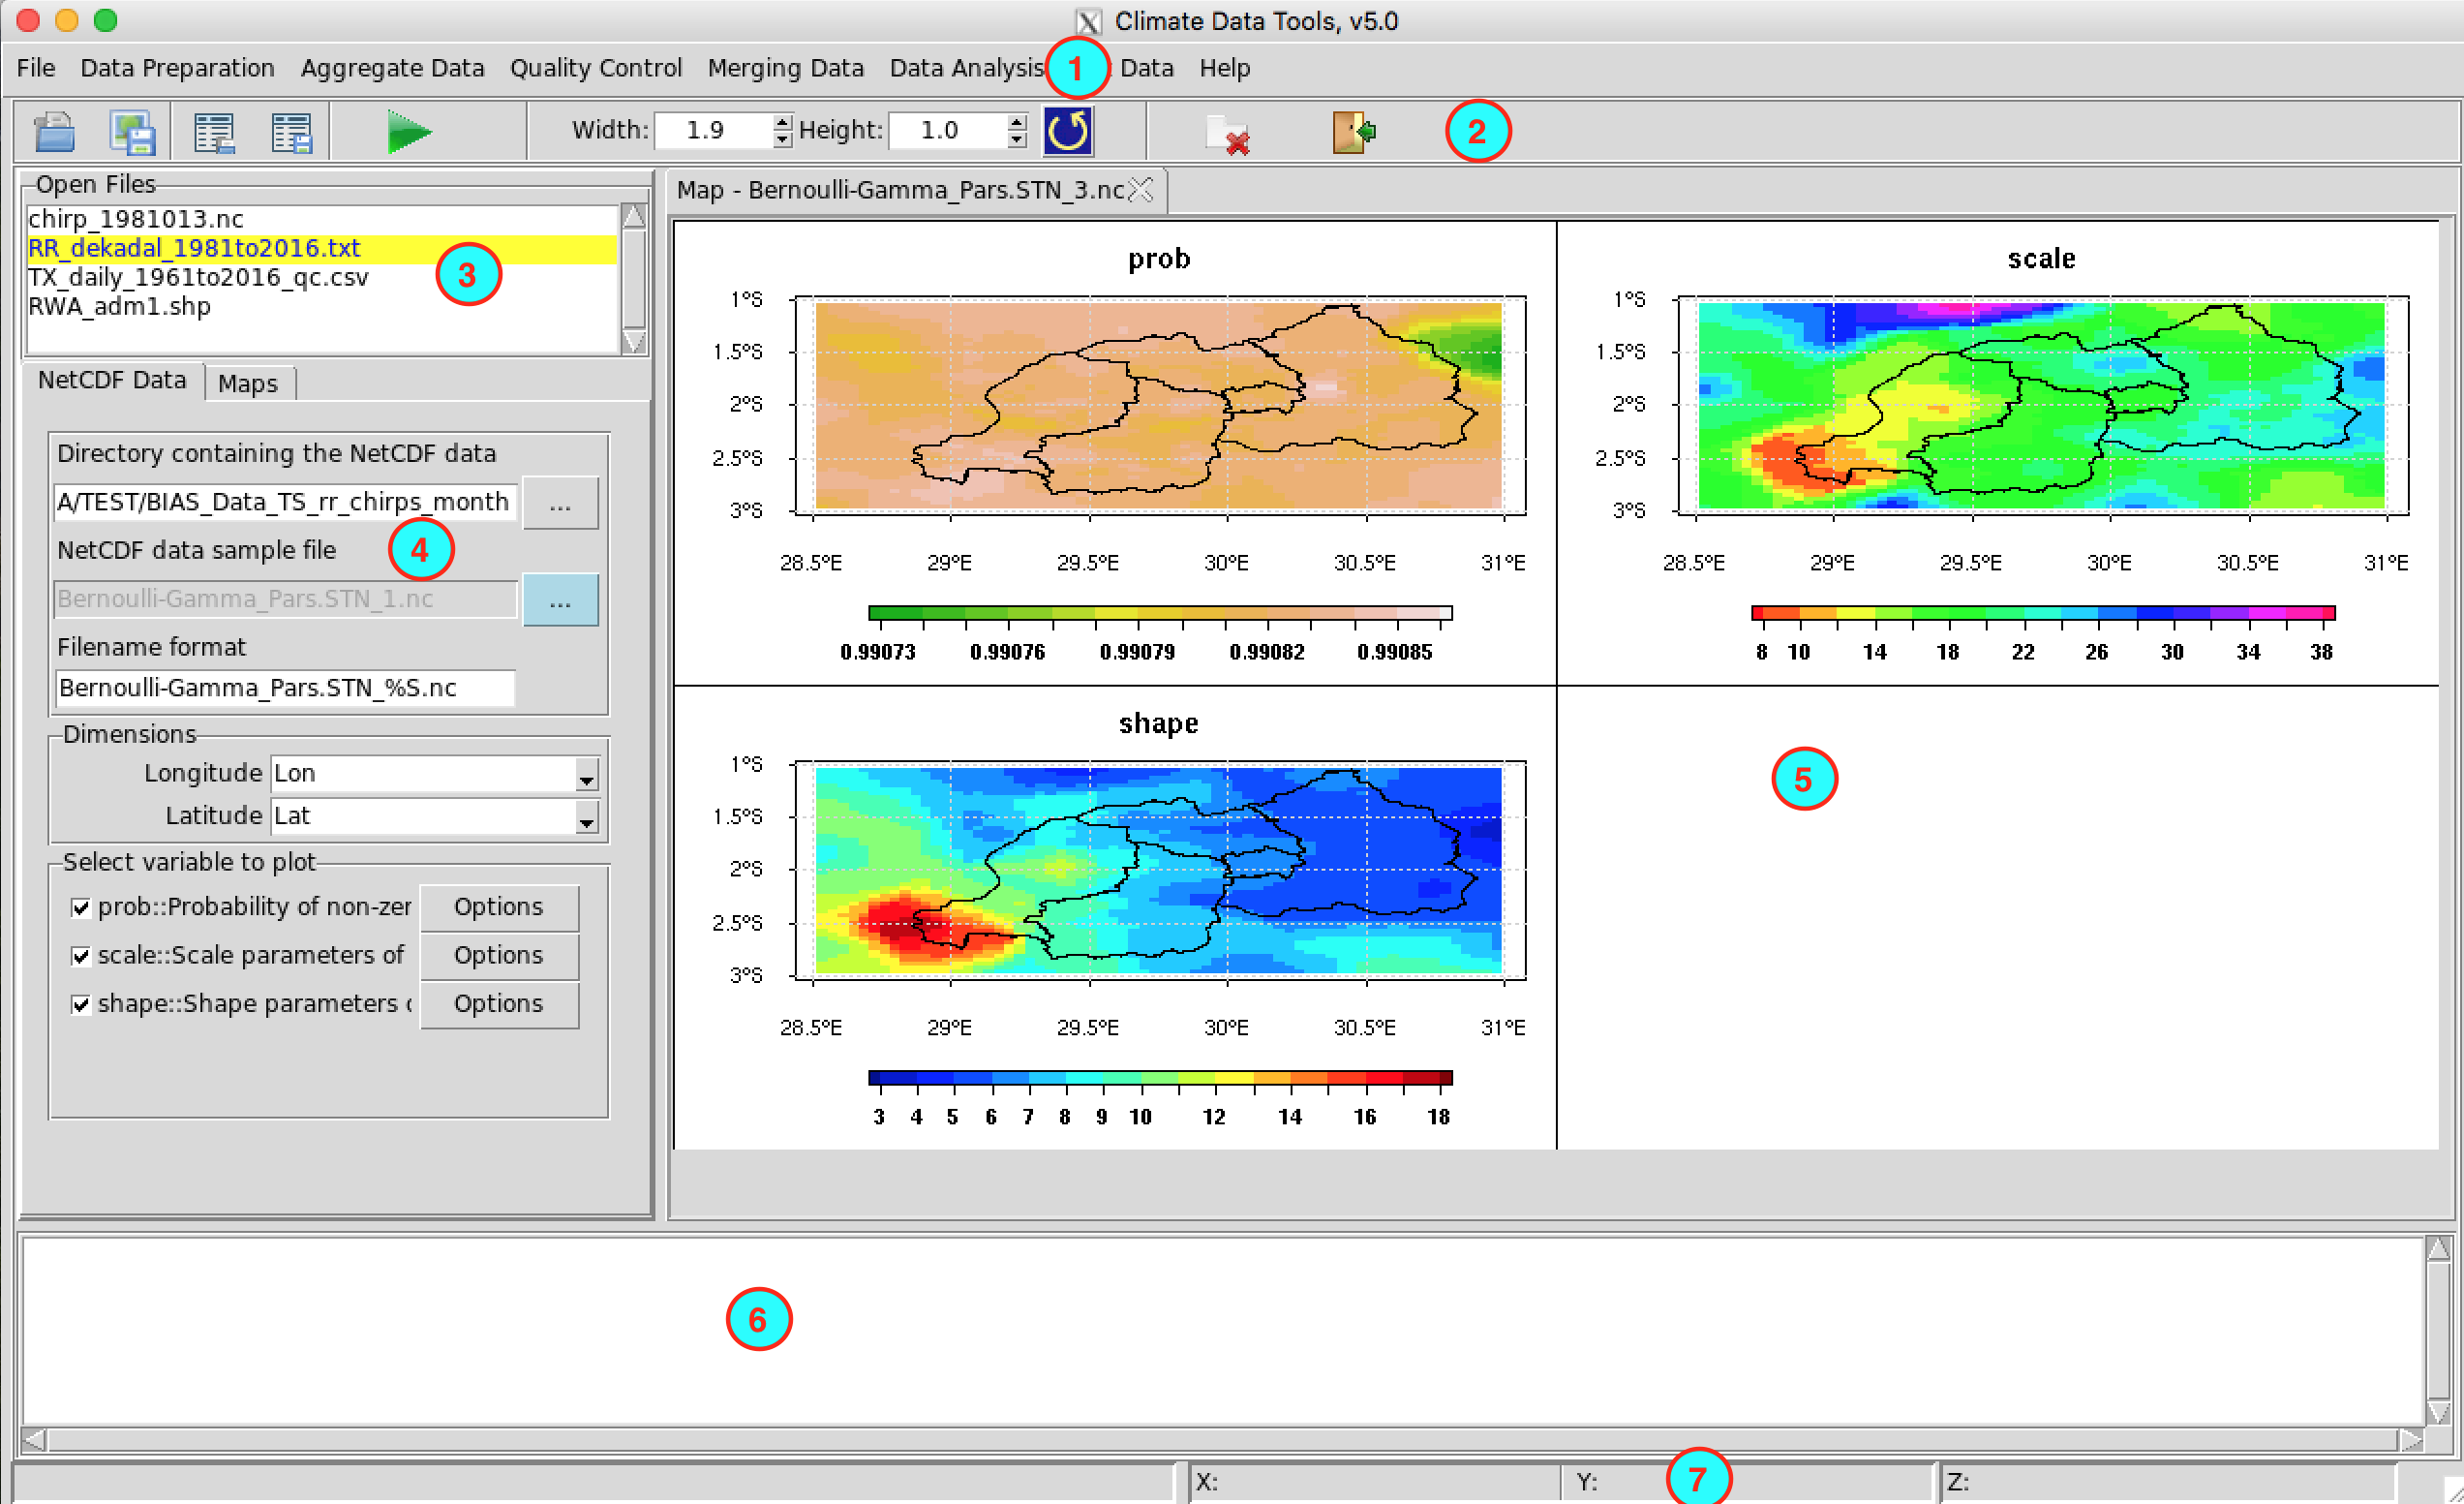 Climate Data Tools, v5.0
File Data Preparation Aggregate Data Quality Control Merging Data Data Analysis 1 Data Help
Width: 1.9 Height: 1.0 2
Open Files
chirp_1981013.nc
RR_dekadal_1981to2016.txt
TX_daily_1961to2016_qc.csv 3
RWA_adm1.shp
NetCDF Data Maps
Directory containing the NetCDF data
A/TEST/BIAS_Data_TS_rr_chirps_month ...
NetCDF data sample file 4
Bernoulli-Gamma_Pars.STN_1.nc ...
Filename format
Bernoulli-Gamma_Pars.STN_%S.nc
Dimensions
Longitude Lon
Latitude Lat
Select variable to plot
prob::Probability of non-zer Options
scale::Scale parameters of Options
shape::Shape parameters Options
Map - Bernoulli-Gamma_Pars.STN_3.nc
prob
1°S
1.5°S
2°S
2.5°S
3°S
28.5°E 29°E 29.5°E 30°E 30.5°E 31°E
0.99073 0.99076 0.99079 0.99082 0.99085
scale
1°S
1.5°S
2°S
2.5°S
3°S
28.5°E 29°E 29.5°E 30°E 30.5°E 31°E
8 10 14 18 22 26 30 34 38
shape
1°S
1.5°S
2°S
2.5°S
3°S
28.5°E 29°E 29.5°E 30°E 30.5°E 31°E
3 4 5 6 7 8 9 10 12 14 16 18
5
6
X: Y: 7 Z: